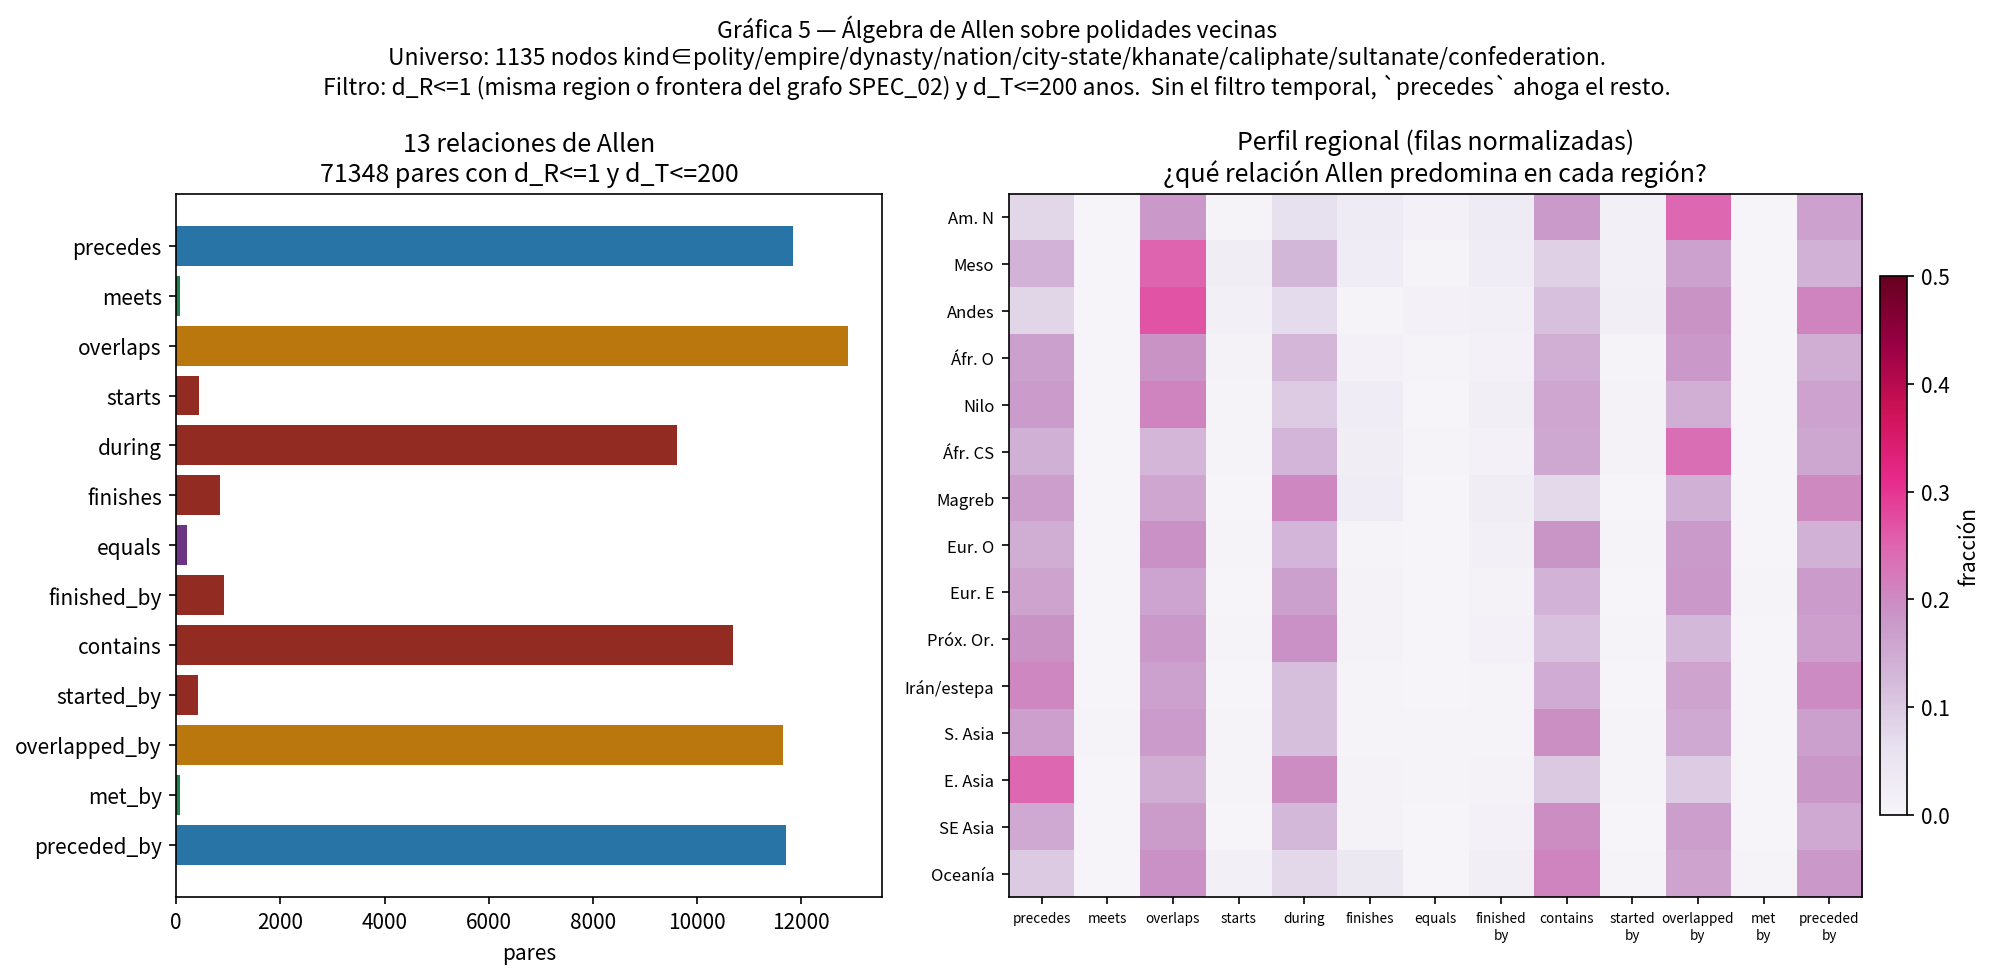 Gráfica 5 — Álgebra de Allen sobre polidades vecinas
Universo: 1135 nodos kind∈polity/empire/dynasty/nation/city-state/khanate/caliphate/sultanate/confederation.
Filtro: d_R<=1 (misma region o frontera del grafo SPEC_02) y d_T<=200 anos.  Sin el filtro temporal, `precedes` ahoga el resto.
13 relaciones de Allen
71348 pares con d_R<=1 y d_T<=200
precedes
meets
overlaps
starts
during
finishes
equals
finished_by
contains
started_by
overlapped_by
met_by
preceded_by
0 2000 4000 6000 8000 10000 12000
pares
Perfil regional (filas normalizadas)
¿qué relación Allen predomina en cada región?
Am. N
Meso
Andes
Áfr. O
Nilo
Áfr. CS
Magreb
Eur. O
Eur. E
Próx. Or.
Irán/estepa
S. Asia
E. Asia
SE Asia
Oceanía
precedes meets overlaps starts during finishes equals finished contains started overlapped met preceded
by by by by by
0.5
0.4
0.3
0.2
0.1
0.0
fracción